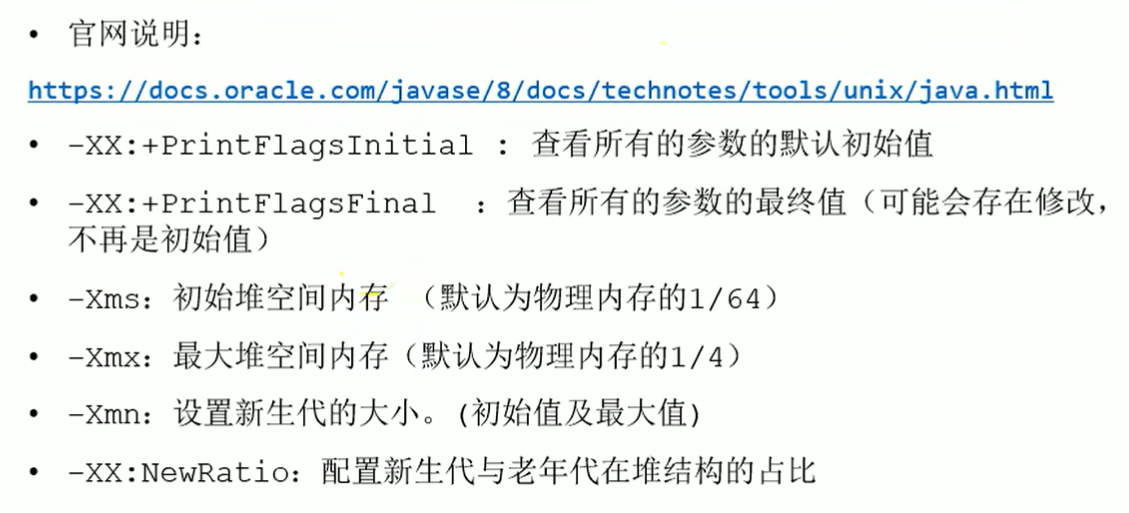 • 官网说明：
https://docs.oracle.com/javase/8/docs/technotes/tools/unix/java.html
• -XX:+PrintFlagsInitial : 查看所有的参数的默认初始值
• -XX:+PrintFlagsFinal ：查看所有的参数的最终值（可能会存在修改，
不再是初始值）
• -Xms：初始堆空间内存 （默认为物理内存的1/64）
• -Xmx：最大堆空间内存（默认为物理内存的1/4）
• -Xmn：设置新生代的大小。(初始值及最大值)
• -XX:NewRatio：配置新生代与老年代在堆结构的占比